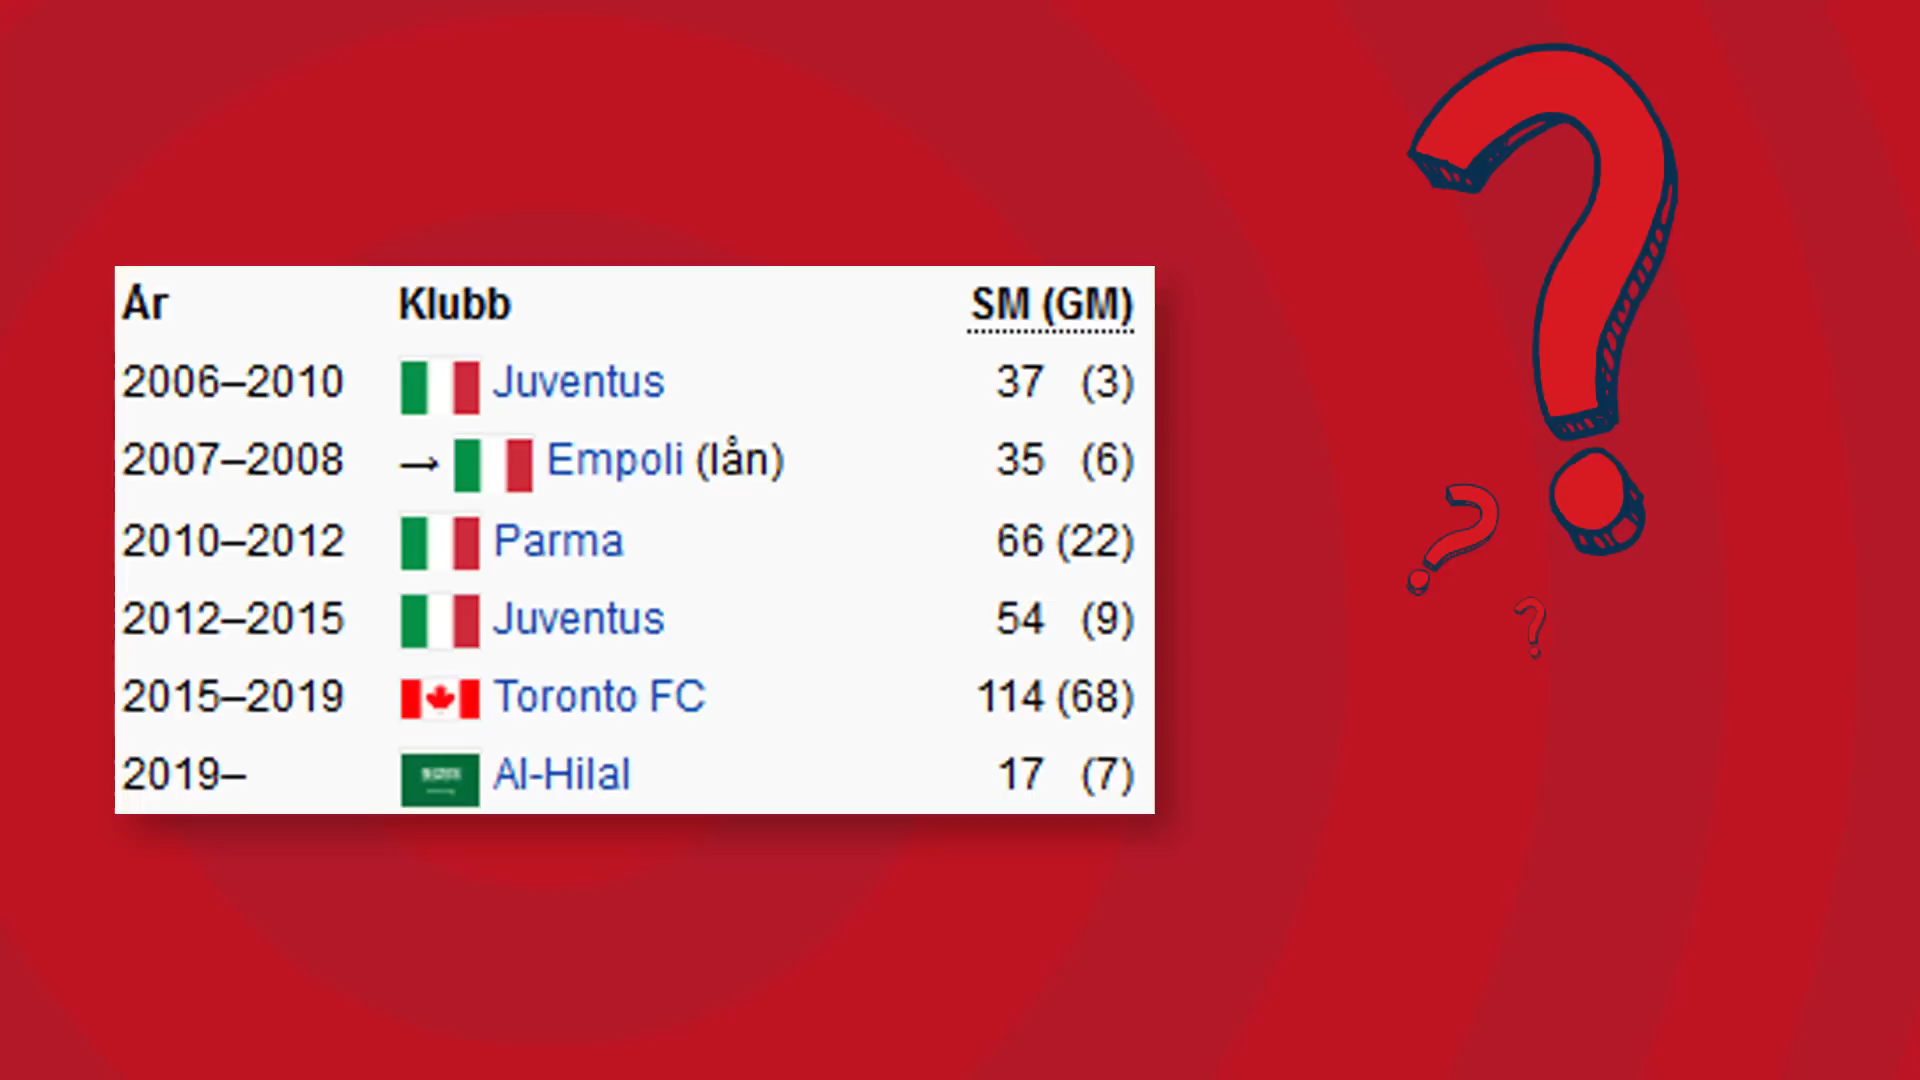 År Klubb SM (GM)
2006–2010 Juventus 37 (3)
2007–2008 → Empoli (lån) 35 (6)
2010–2012 Parma 66 (22)
2012–2015 Juventus 54 (9)
2015–2019 Toronto FC 114 (68)
2019– Al-Hilal 17 (7)
?
?
?